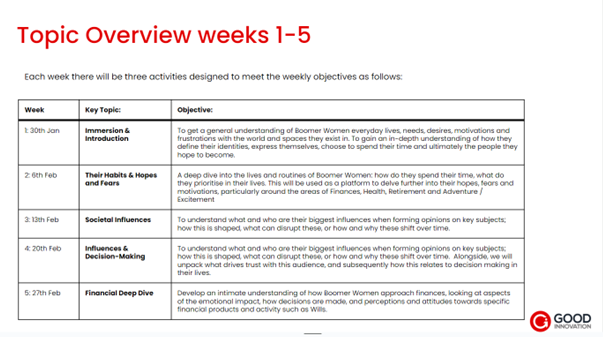 Topic Overview weeks 1-5
Each week there will be three activities designed to meet the weekly objectives as follows:
Week
Key Topic:
Objective:
1: 30th Jan
Immersion &
Introduction
To get a general understanding of Boomer Women everyday lives, needs, desires, motivations and
frustrations with the world and spaces they exist in. To gain an in-depth understanding of how they
define their identities, express themselves, choose to spend their time and ultimately the people they
hope to become.
2: 6th Feb
Their Habits & Hopes
and Fears
A deep dive into the lives and routines of Boomer Women: how do they spend their time, what do
they prioritise in their lives. This will be used as a platform to delve further into their hopes, fears and
motivations, particularly around the areas of Finances, Health, Retirement and Adventure /
Excitement
3: 13th Feb
Societal Influences
To understand what and who are their biggest influences when forming opinions on key subjects;
how this is shaped, what can disrupt these, or how and why these shift over time.
4: 20th Feb
Influences &
Decision-Making
To understand what and who are their biggest influences when forming opinions on key subjects;
how this is shaped, what can disrupt these, or how and why these shift over time. Alongside, we will
unpack what drives trust with this audience, and subsequently how this relates to decision making in
their lives.
5: 27th Feb
Financial Deep Dive
Develop an intimate understanding of how Boomer Women approach finances, looking at aspects
of the emotional impact, how decisions are made, and perceptions and attitudes towards specific
financial products and activity such as Wills.
GOOD
INNOVATION